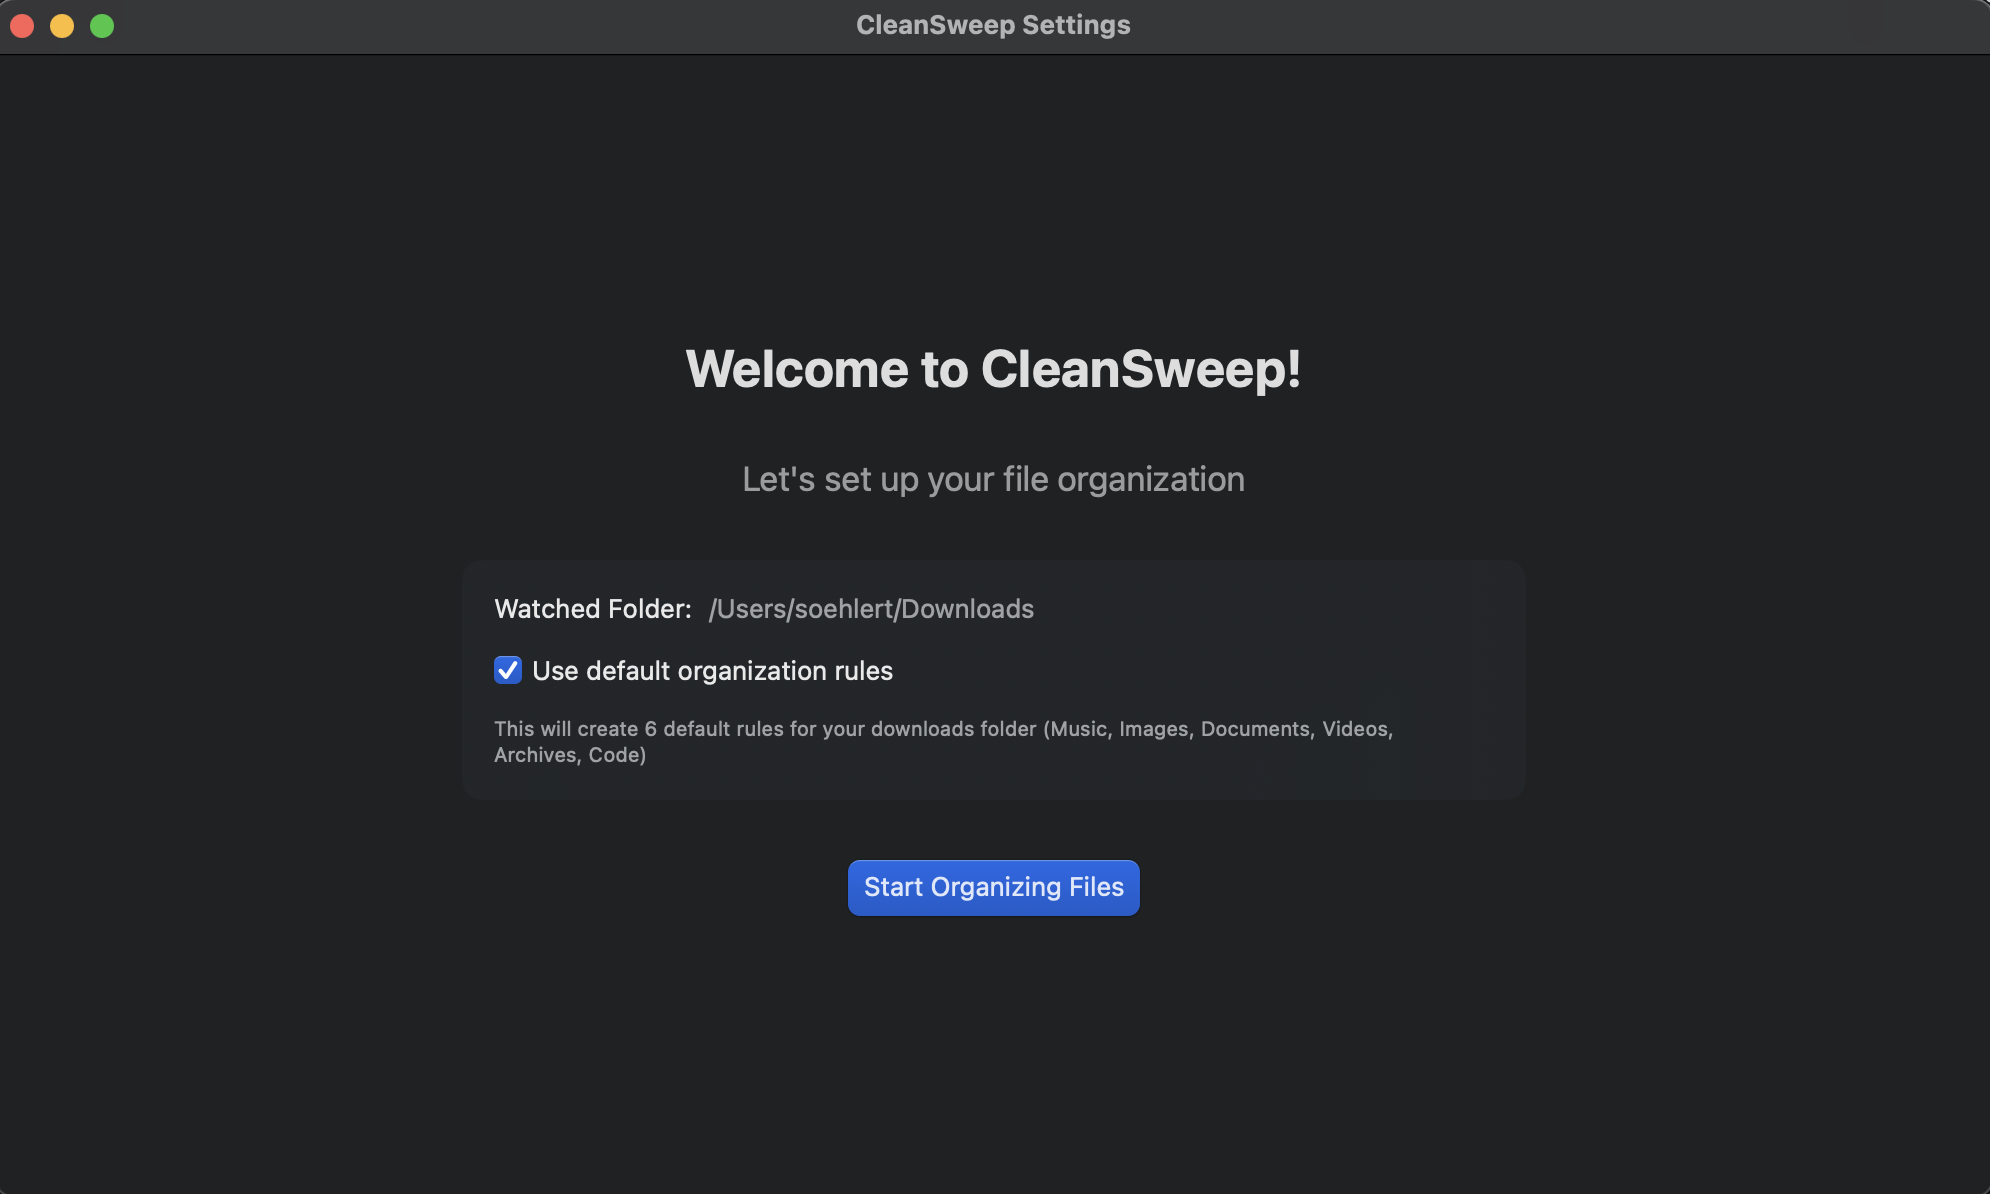 CleanSweep Settings
Welcome to CleanSweep!
Let's set up your file organization
Watched Folder: /Users/soehlert/Downloads
Use default organization rules
This will create 6 default rules for your downloads folder (Music, Images, Documents, Videos,
Archives, Code)
Start Organizing Files